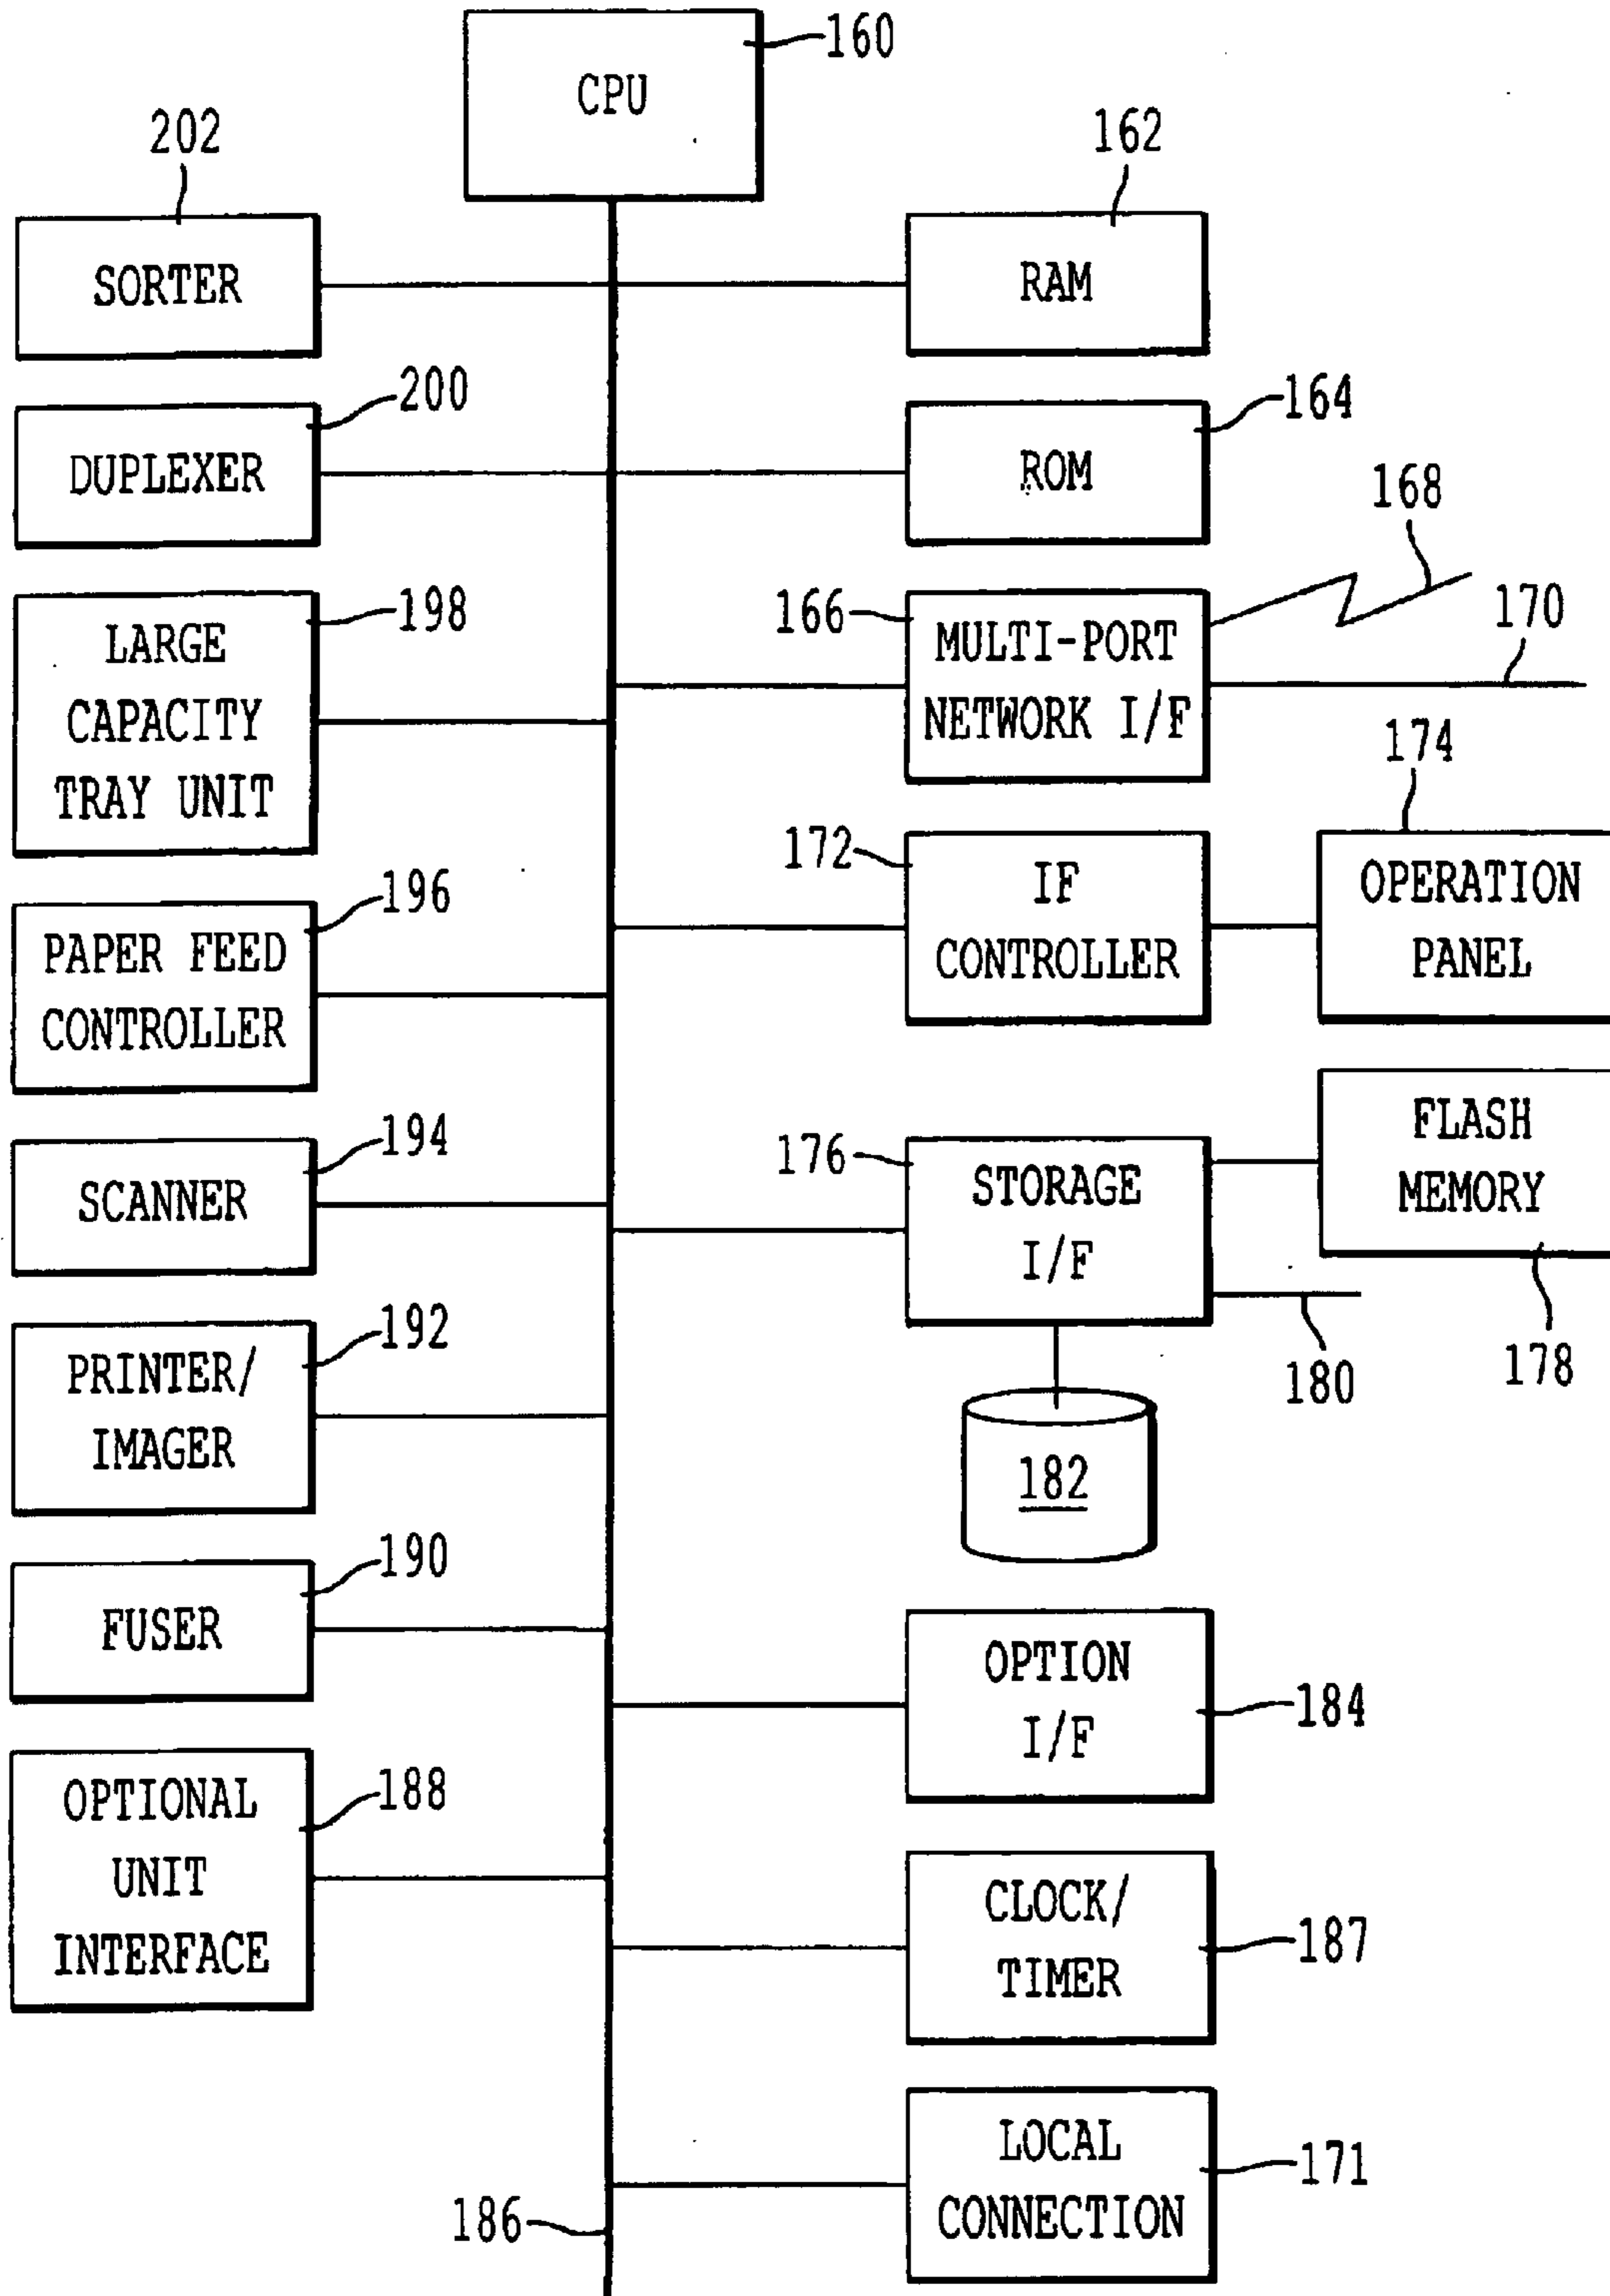 160
CPU
202
162
SORTER
RAM
200
164
DUPLEXER
ROM
168
198
166
170
LARGE
CAPACITY
TRAY UNIT
MULTI-PORT
NETWORK I/F
174
172
IF
CONTROLLER
OPERATION
PANEL
196
PAPER FEED
CONTROLLER
194
SCANNER
176
STORAGE
I/F
FLASH
MEMORY
178
180
192
PRINTER/
IMAGER
182
190
FUSER
OPTION
I/F
184
188
OPTIONAL
UNIT
INTERFACE
CLOCK/
TIMER
187
LOCAL
CONNECTION
171
186